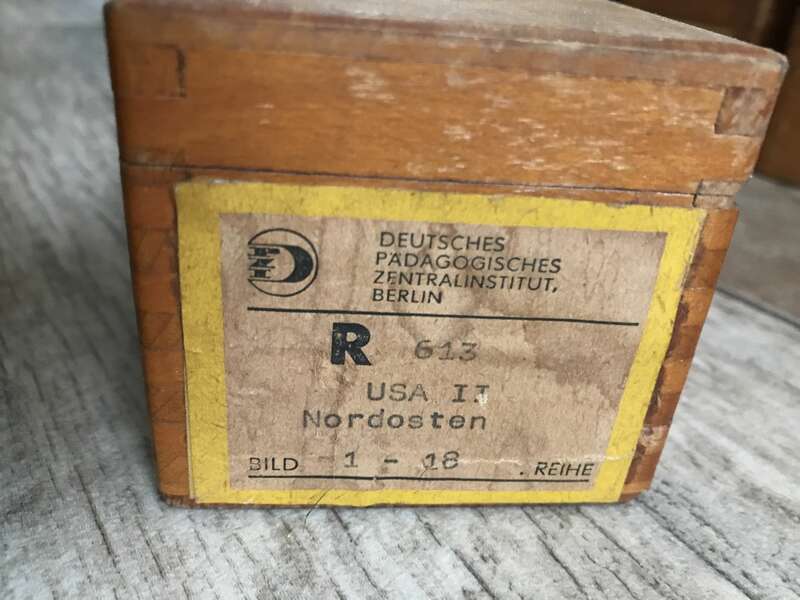 DEUTSCHES
PÄDAGOGISCHES
ZENTRALINSTITUT,
BERLIN
R 613
USA II
Nordosten
BILD 1 - 18 . REIHE